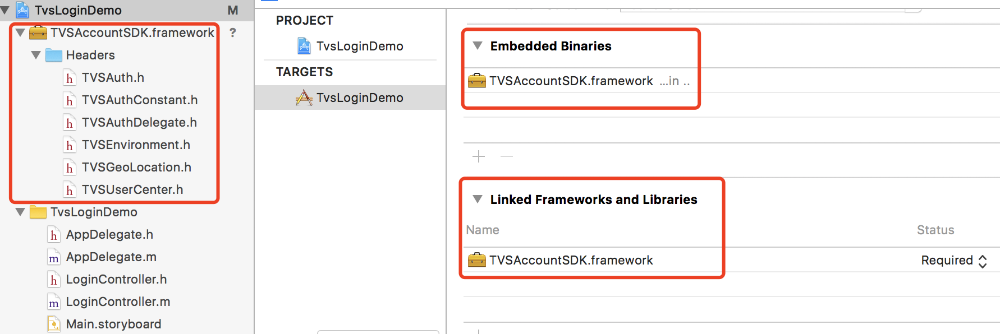 TvsLoginDemo M
TVSAccountSDK.framework ?
Headers
TVSAuth.h
TVSAuthConstant.h
TVSAuthDelegate.h
TVSEnvironment.h
TVSGeoLocation.h
TVSUserCenter.h
TvsLoginDemo
AppDelegate.h
AppDelegate.m
LoginController.h
LoginController.m
Main.storyboard
PROJECT
TvsLoginDemo
TARGETS
TvsLoginDemo
Embedded Binaries
TVSAccountSDK.framework ...in ..
Linked Frameworks and Libraries
Name Status
TVSAccountSDK.framework Required